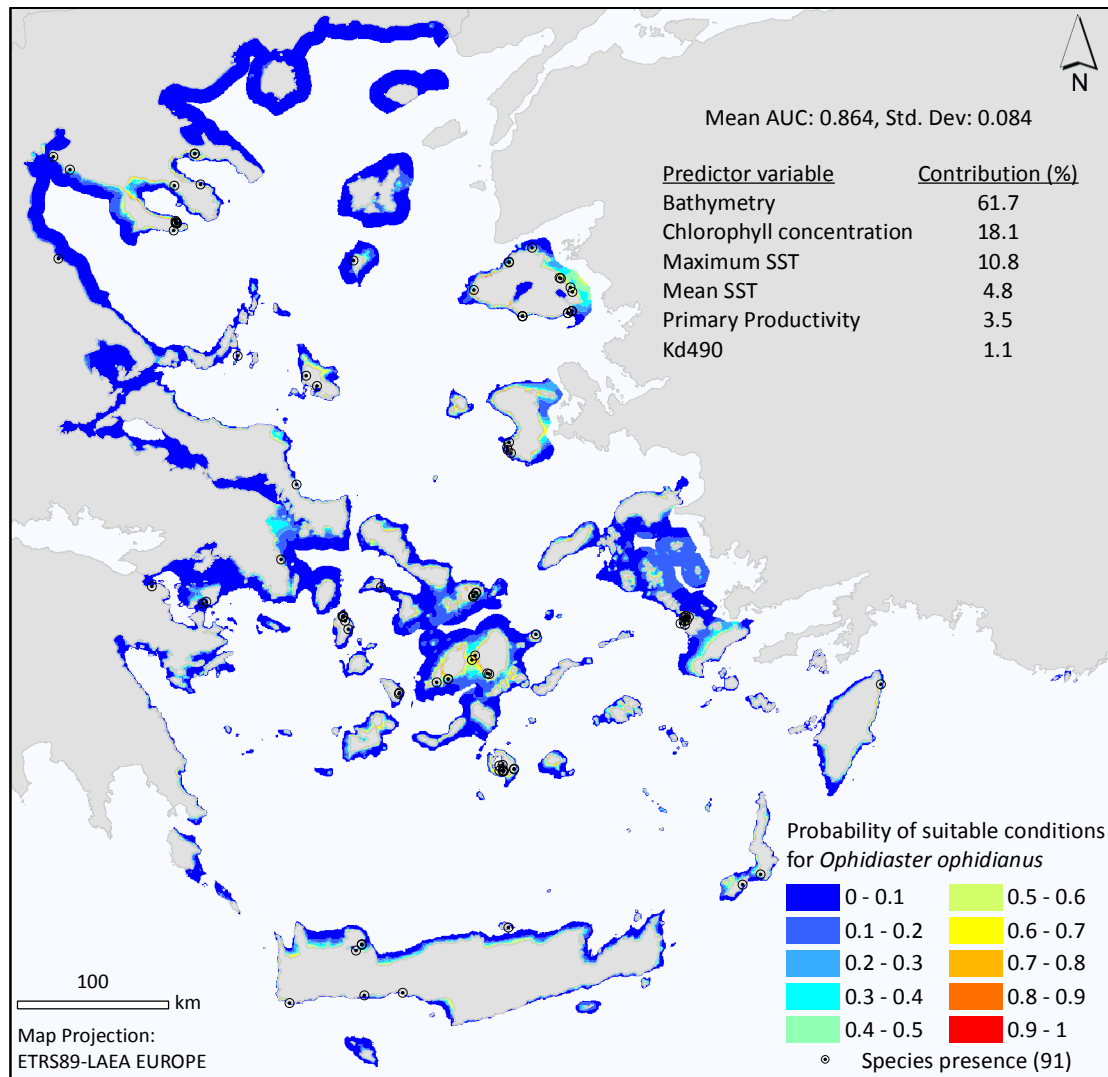 N
Mean AUC: 0.864, Std. Dev: 0.084
Predictor variable Contribution (%)
Bathymetry 61.7
Chlorophyll concentration 18.1
Maximum SST 10.8
Mean SST 4.8
Primary Productivity 3.5
Kd490 1.1
Probability of suitable conditions
for Ophidiaster ophidianus
0 - 0.1 0.5 - 0.6
0.1 - 0.2 0.6 - 0.7
0.2 - 0.3 0.7 - 0.8
0.3 - 0.4 0.8 - 0.9
0.4 - 0.5 0.9 - 1
Species presence (91)
100
km
Map Projection:
ETRS89-LAEA EUROPE